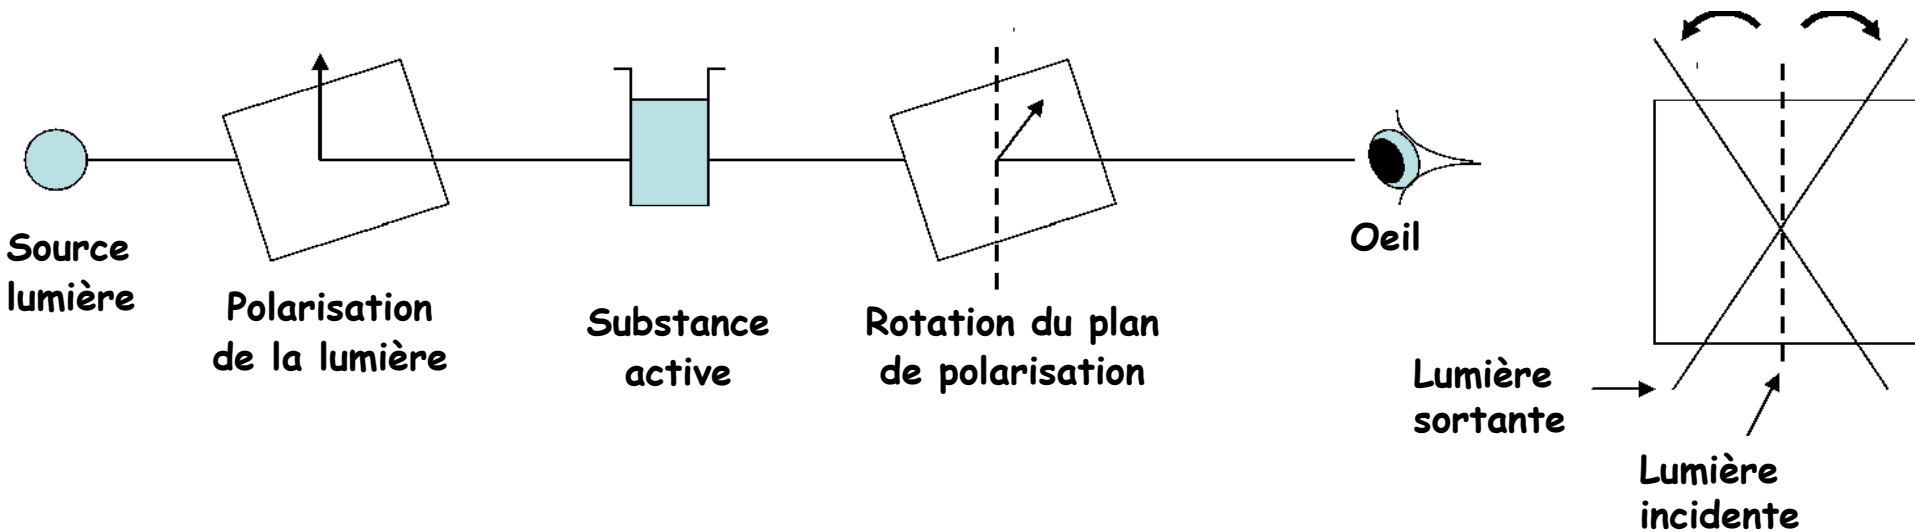 Source
lumière
Polarisation
de la lumière
Substance
active
Rotation du plan
de polarisation
Oeil
Lumière
sortante
Lumière
incidente